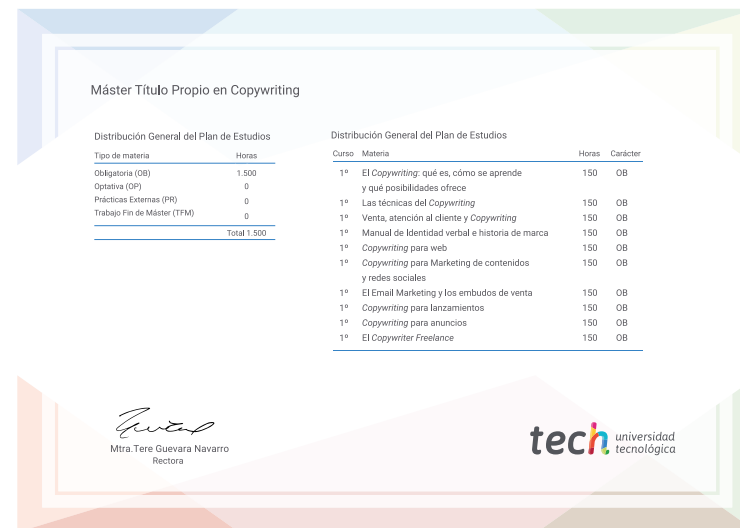 Máster Título Propio en Copywriting
Distribución General del Plan de Estudios
Tipo de materia Horas
Obligatoria (OB) 1.500
Optativa (OP) 0
Prácticas Externas (PR) 0
Trabajo Fin de Máster (TFM) 0
Total 1.500
Distribución General del Plan de Estudios
Curso Materia Horas Carácter
1º El Copywriting: qué es, cómo se aprende 150 OB
y qué posibilidades ofrece
1º Las técnicas del Copywriting 150 OB
1º Venta, atención al cliente y Copywriting 150 OB
1º Manual de Identidad verbal e historia de marca 150 OB
1º Copywriting para web 150 OB
1º Copywriting para Marketing de contenidos 150 OB
y redes sociales
1º El Email Marketing y los embudos de venta 150 OB
1º Copywriting para lanzamientos 150 OB
1º Copywriting para anuncios 150 OB
1º El Copywriter Freelance 150 OB
Mtra.Tere Guevara Navarro
Rectora
tech universidad
tecnológica